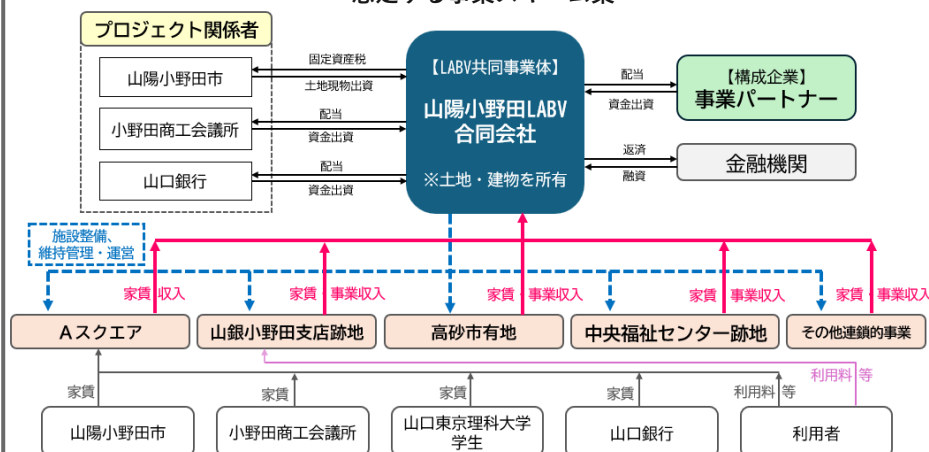 想定する事業スキーム案
プロジェクト関係者
山陽小野田市
小野田商工会議所
山口銀行
固定資産税
土地現物出資
配当
資金出資
配当
資金出資
【LABV共同事業体】
山陽小野田LABV
合同会社
※土地・建物を所有
配当
資金出資
返済
融資
【構成企業】
事業パートナー
金融機関
施設整備、
維持管理・運営
家賃 収入
家賃・事業収入
家賃・事業収入
家賃・事業収入
家賃・事業収入
Aスクエア
山銀小野田支店跡地
高砂市有地
中央福祉センター跡地
その他連鎖的事業
家賃
家賃
家賃
家賃
利用料 等
利用料 等
山陽小野田市
小野田商工会議所
山口東京理科大学
学生
山口銀行
利用者